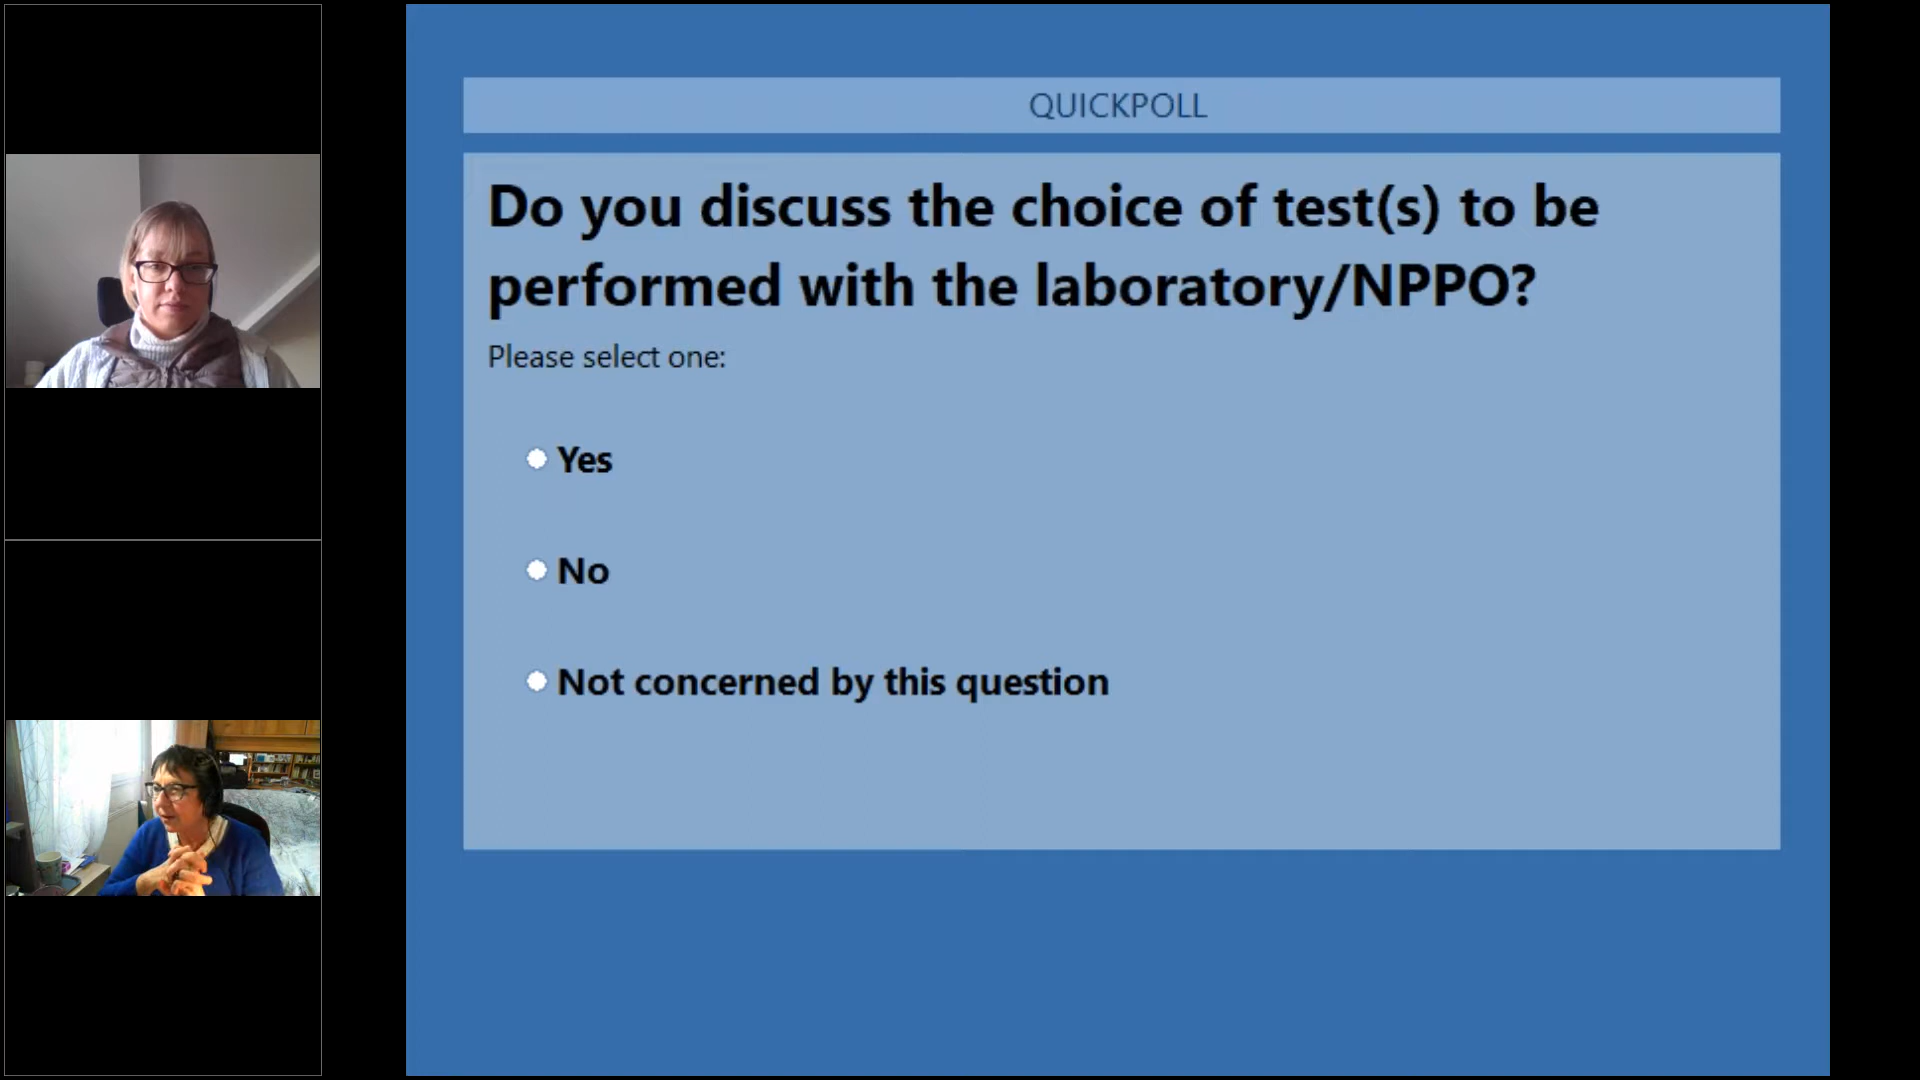 QUICKPOLL
Do you discuss the choice of test(s) to be
performed with the laboratory/NPPO?
Please select one:
Yes
No
Not concerned by this question